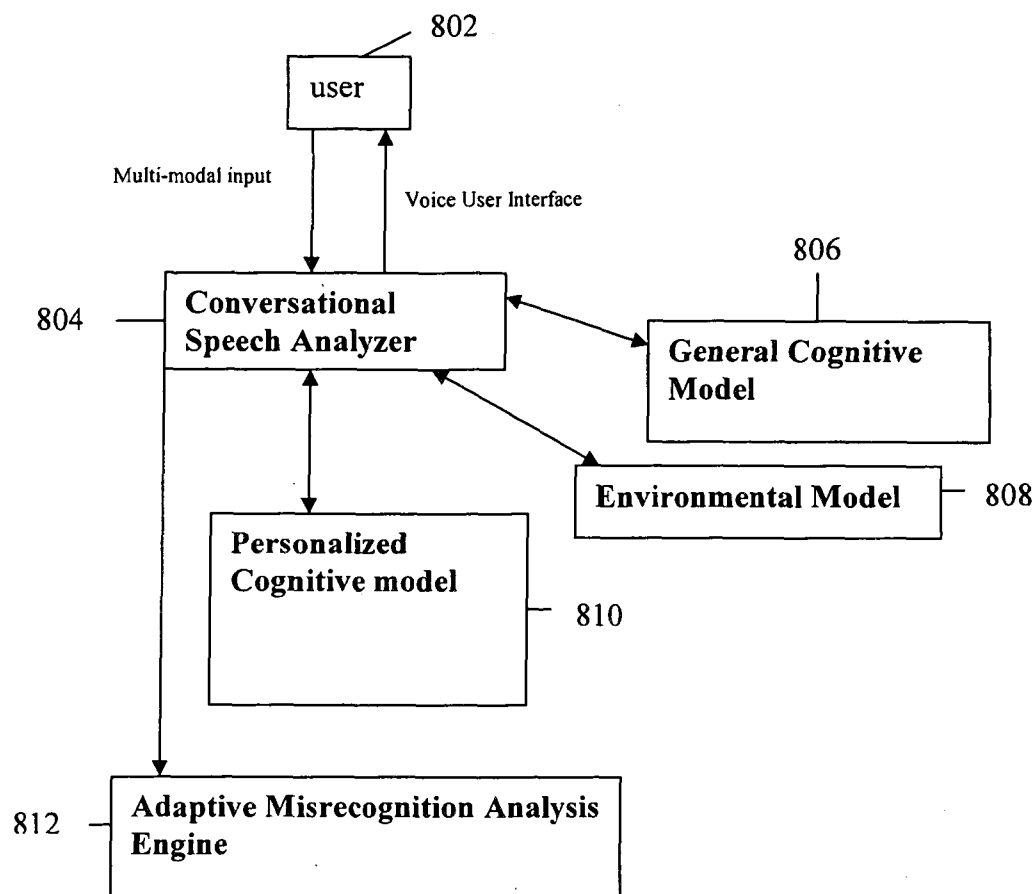 802
user
Multi-modal input
Voice User Interface
806
804
Conversational
Speech Analyzer
General Cognitive
Model
Environmental Model
808
Personalized
Cognitive model
810
812
Adaptive Misrecognition Analysis
Engine